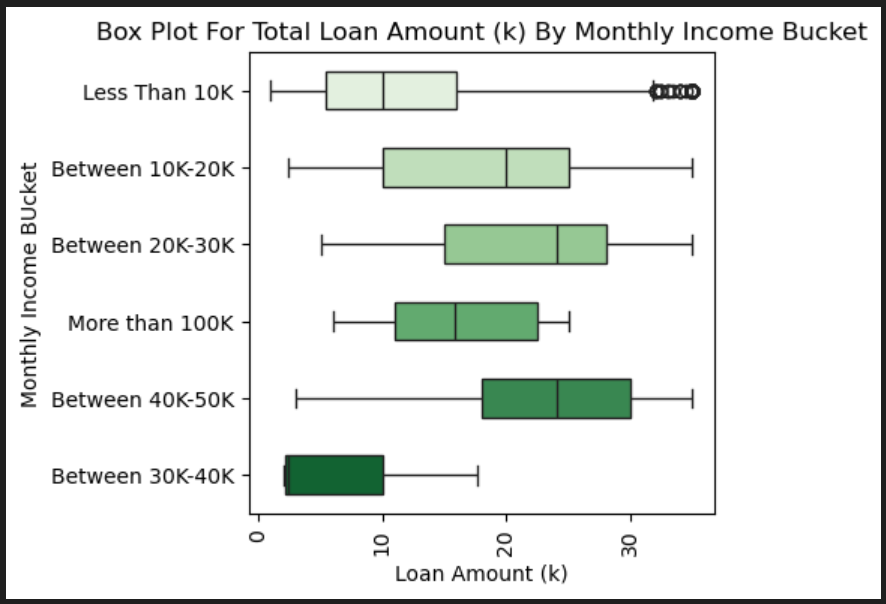 Box Plot For Total Loan Amount (k) By Monthly Income Bucket
Monthly Income BUcket
Less Than 10K
Between 10K-20K
Between 20K-30K
More than 100K
Between 40K-50K
Between 30K-40K
0
10
20
30
Loan Amount (k)